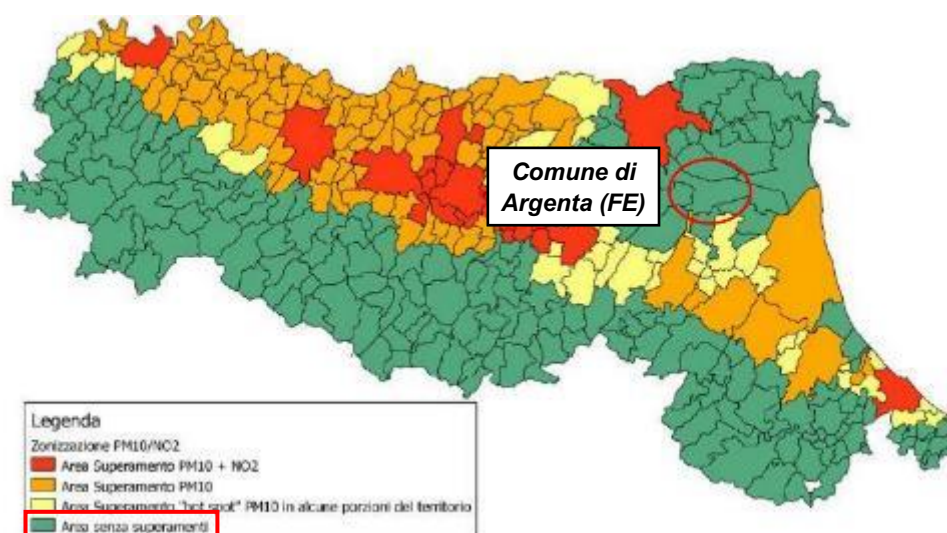 Comune di
Argenta (FE)
Legenda
Zonizzazione PM10/NO2
Area Superamento PM10 + NO2
Area Superamento PM10
Area Superamento "hot spot" PM10 in alcune porzioni del territorio
Area senza superamenti